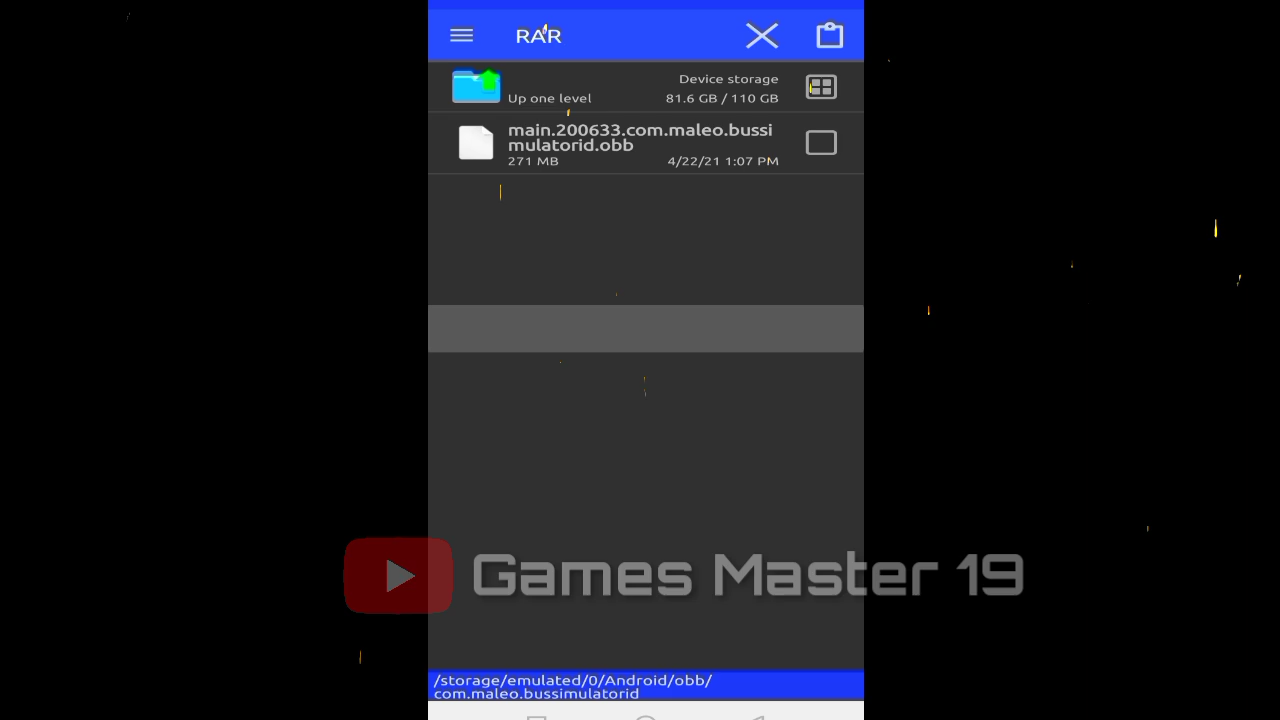 RAR
Device storage
Up one level 81.6 GB / 110 GB
main.200633.com.maleo.bussi
mulatorid.obb
271 MB 4/22/21 1:07 PM
Games Master 19
/storage/emulated/0/Android/obb/
com.maleo.bussimulatorid